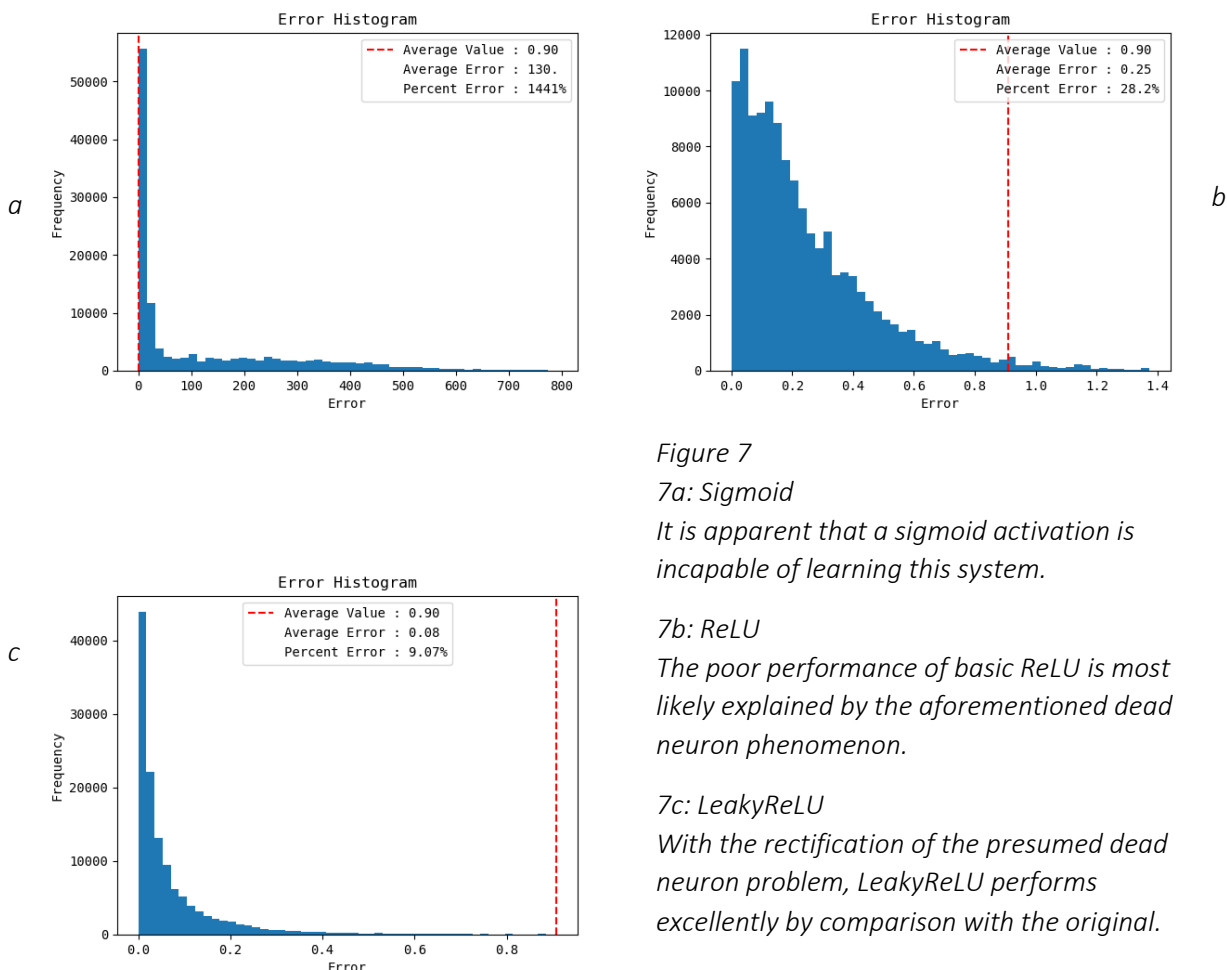 Error Histogram
Average Value : 0.90
Average Error : 130.
Percent Error : 1441%
50000
40000
30000
20000
10000
0
Frequency
0 100 200 300 400 500 600 700 800
Error
a
Error Histogram
Average Value : 0.90
Average Error : 0.25
Percent Error : 28.2%
12000
10000
8000
6000
4000
2000
0
Frequency
0.0 0.2 0.4 0.6 0.8 1.0 1.2 1.4
Error
b
Error Histogram
Average Value : 0.90
Average Error : 0.08
Percent Error : 9.07%
40000
30000
20000
10000
0
Frequency
0.0 0.2 0.4 0.6 0.8
Error
c
Figure 7
7a: Sigmoid
It is apparent that a sigmoid activation is
incapable of learning this system.
7b: ReLU
The poor performance of basic ReLU is most
likely explained by the aforementioned dead
neuron phenomenon.
7c: LeakyReLU
With the rectification of the presumed dead
neuron problem, LeakyReLU performs
excellently by comparison with the original.